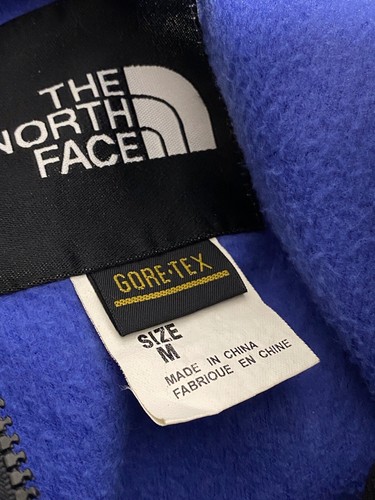 THE
NORTH
FACE
GORE-TEX
SIZE
M
MADE IN CHINA
FABRIQUE EN CHINE